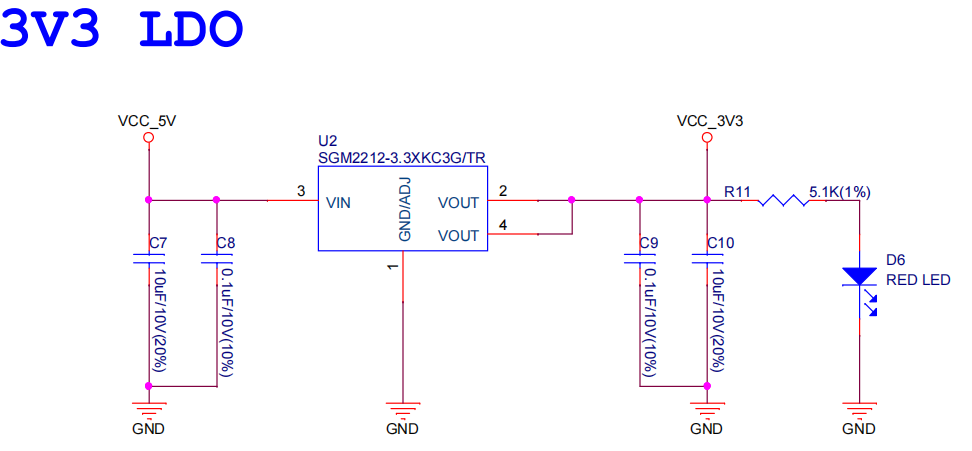 3V3 LDO
VCC_5V
VCC_3V3
U2
SGM2212-3.3XKC3G/TR
3
VIN
GND/ADJ
VOUT
2
VOUT
4
1
R11
5.1K(1%)
C7
10uF/10V(20%)
C8
0.1uF/10V(10%)
C9
0.1uF/10V(10%)
C10
10uF/10V(20%)
D6
RED LED
GND
GND
GND
GND